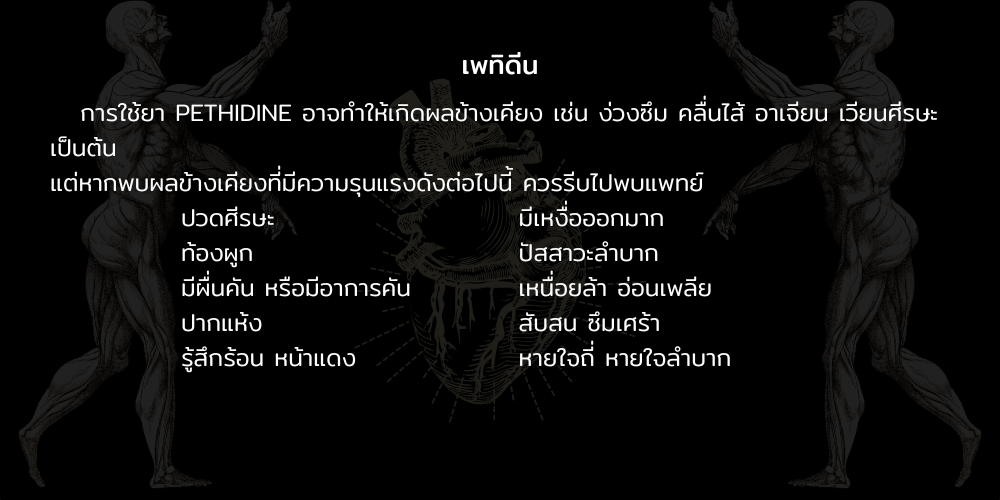 เพทิดีน
การใช้ยา PETHIDINE อาจทำให้เกิดผลข้างเคียง เช่น ง่วงซึม คลื่นไส้ อาเจียน เวียนศีรษะ
เป็นต้น
แต่หากพบผลข้างเคียงที่มีความรุนแรงดังต่อไปนี้ ควรรีบไปพบแพทย์
ปวดศีรษะ มีเหงื่อออกมาก
ท้องผูก ปัสสาวะลำบาก
มีผื่นคัน หรือมีอาการคัน เหนื่อยล้า อ่อนเพลีย
ปากแห้ง สับสน ซึมเศร้า
รู้สึกร้อน หน้าแดง หายใจถี่ หายใจลำบาก